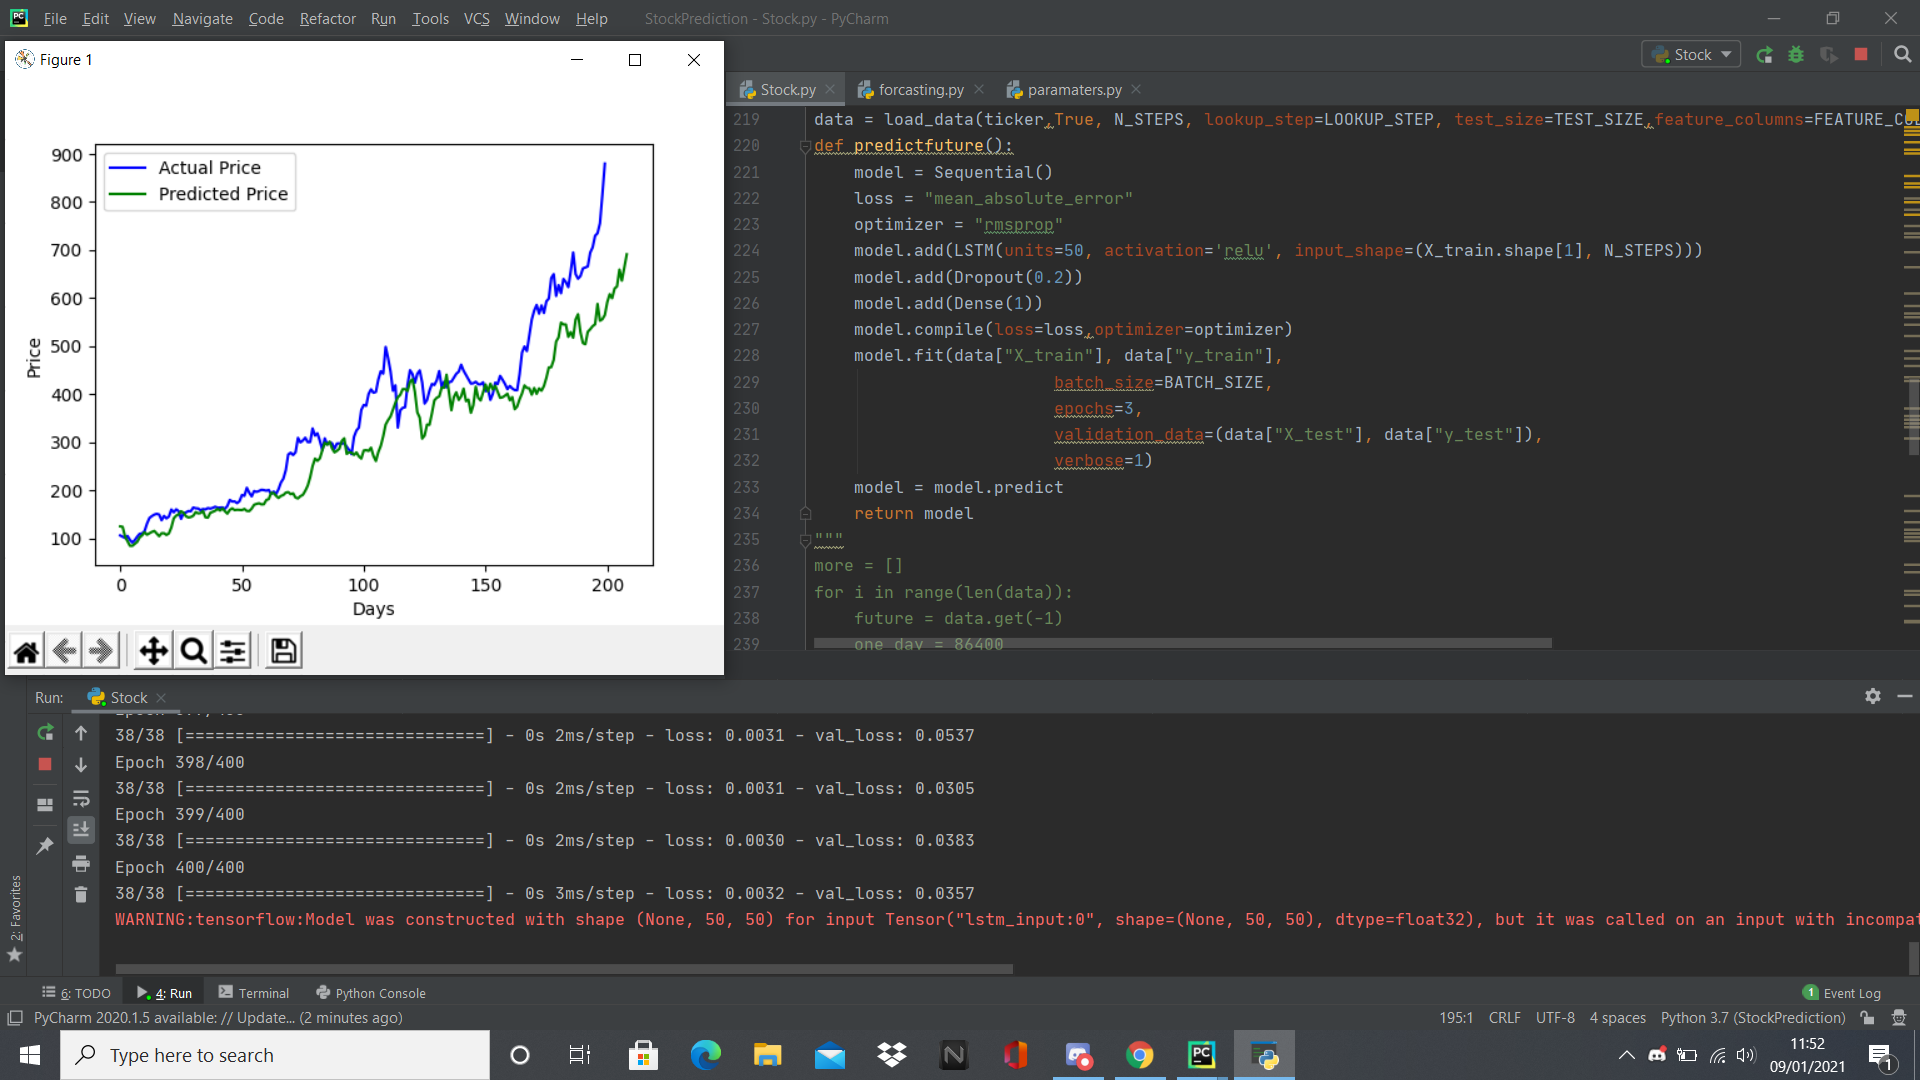 File Edit View Navigate Code Refactor Run Tools VCS Window Help StockPrediction - Stock.py - PyCharm
Stock
Figure 1
Actual Price
Predicted Price
900
800
700
600
500
400
300
200
100
Price
0 50 100 150 200
Days
Stock.py forcasting.py paramaters.py
219 data = load_data(ticker,True, N_STEPS, lookup_step=LOOKUP_STEP, test_size=TEST_SIZE,feature_columns=FEATURE_CO
220 def predictfuture():
221 model = Sequential()
222 loss = "mean_absolute_error"
223 optimizer = "rmsprop"
224 model.add(LSTM(units=50, activation='relu', input_shape=(X_train.shape[1], N_STEPS)))
225 model.add(Dropout(0.2))
226 model.add(Dense(1))
227 model.compile(loss=loss,optimizer=optimizer)
228 model.fit(data["X_train"], data["y_train"],
229 batch_size=BATCH_SIZE,
230 epochs=3,
231 validation_data=(data["X_test"], data["y_test"]),
232 verbose=1)
233 model = model.predict
234 return model
235 """
236 more = []
237 for i in range(len(data)):
238 future = data.get(-1)
239 one_day = 86400
Run: Stock
38/38 [==============================] - 0s 2ms/step - loss: 0.0031 - val_loss: 0.0537
Epoch 398/400
38/38 [==============================] - 0s 2ms/step - loss: 0.0031 - val_loss: 0.0305
Epoch 399/400
38/38 [==============================] - 0s 2ms/step - loss: 0.0030 - val_loss: 0.0383
Epoch 400/400
38/38 [==============================] - 0s 3ms/step - loss: 0.0032 - val_loss: 0.0357
WARNING:tensorflow:Model was constructed with shape (None, 50, 50) for input Tensor("lstm_input:0", shape=(None, 50, 50), dtype=float32), but it was called on an input with incompat
2: Favorites
6: TODO 4: Run Terminal Python Console 1 Event Log
PyCharm 2020.1.5 available: // Update... (2 minutes ago) 195:1 CRLF UTF-8 4 spaces Python 3.7 (StockPrediction)
Type here to search
11:52
09/01/2021
1